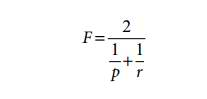 F = 2 / (1/p + 1/r)